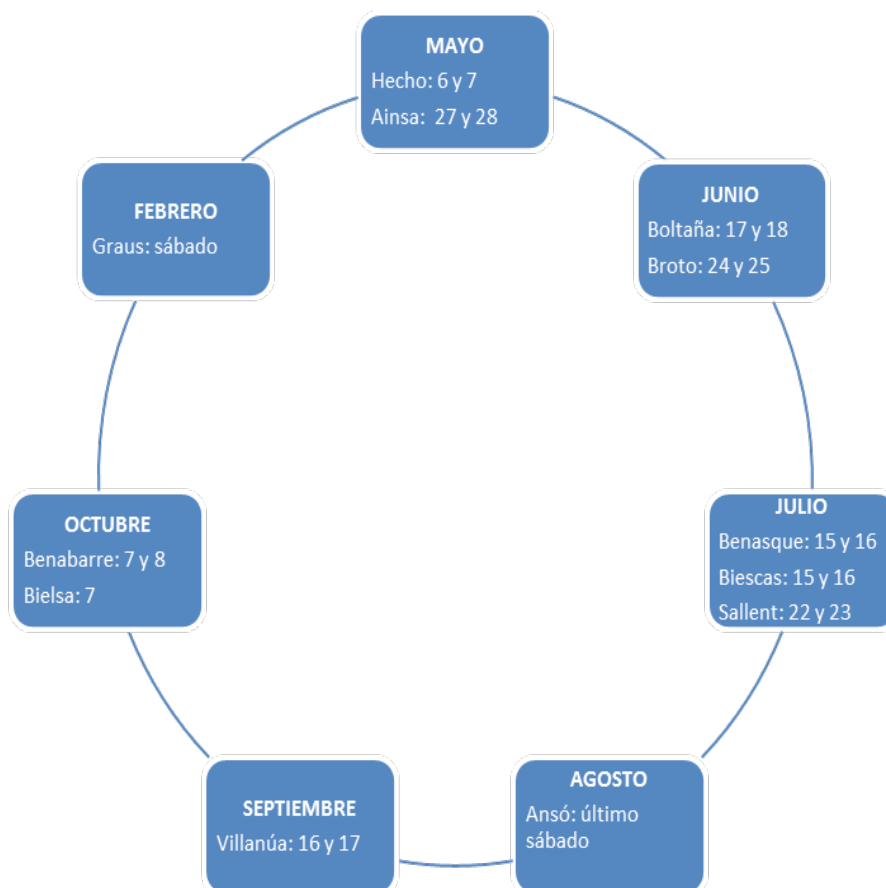 MAYO
Hecho: 6 y 7
Ainsa: 27 y 28
JUNIO
Boltaña: 17 y 18
Broto: 24 y 25
JULIO
Benasque: 15 y 16
Biescas: 15 y 16
Sallent: 22 y 23
AGOSTO
Ansó: último
sábado
SEPTIEMBRE
Villanúa: 16 y 17
OCTUBRE
Benabarre: 7 y 8
Bielsa: 7
FEBRERO
Graus: sábado